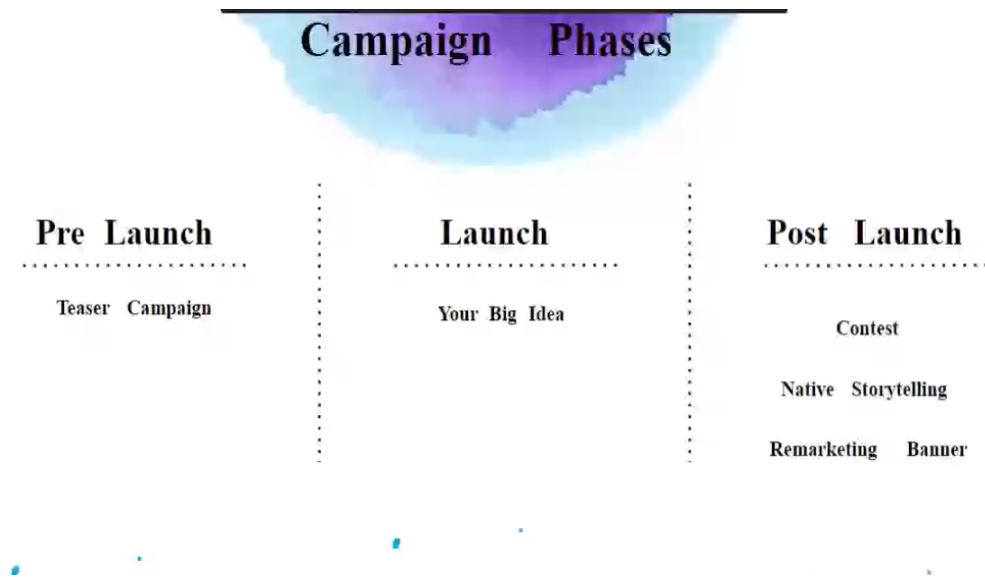 Campaign Phases
Pre Launch
Teaser Campaign
Launch
Your Big Idea
Post Launch
Contest
Native Storytelling
Remarketing Banner